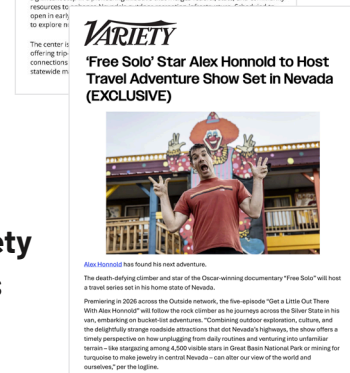 resources to
open in early
to explore n
The center is
offering trip-
connections
statewide m
VARIETY
‘Free Solo’ Star Alex Honnold to Host
Travel Adventure Show Set in Nevada
(EXCLUSIVE)
Alex Honnold has found his next adventure.
The death-defying climber and star of the Oscar-winning documentary “Free Solo” will host
a travel series set in his home state of Nevada.
Premiering in 2026 across the Outside network, the five-episode “Get a Little Out There
With Alex Honnold” will follow the rock climber as he journeys across the Silver State in his
van, embarking on bucket-list adventures. “Combining outdoor exploration, culture, and
the delightfully strange roadside attractions that dot Nevada’s highways, the show offers a
timely perspective on how unplugging from daily routines and venturing into unfamiliar
terrain – like stargazing among 4,500 visible stars in Great Basin National Park or mining for
turquoise to make jewelry in central Nevada – can alter our view of the world and
ourselves,” per the logline.
ety
s